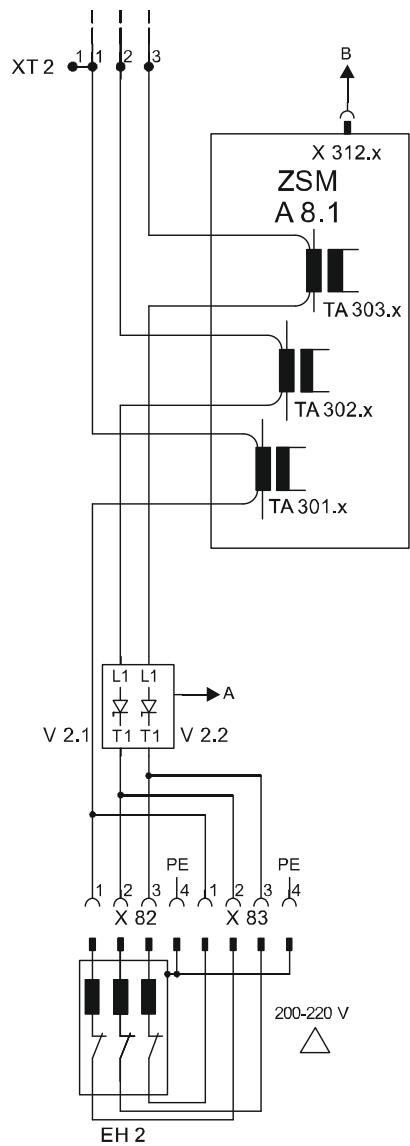 XT 2 1 1 2 3
B
X 312.x
ZSM
A 8.1
TA 303.x
TA 302.x
TA 301.x
L1 L1
A
V 2.1 T1 T1 V 2.2
PE PE
1 2 3 4 1 2 3 4
X 82 X 83
200-220 V
EH 2